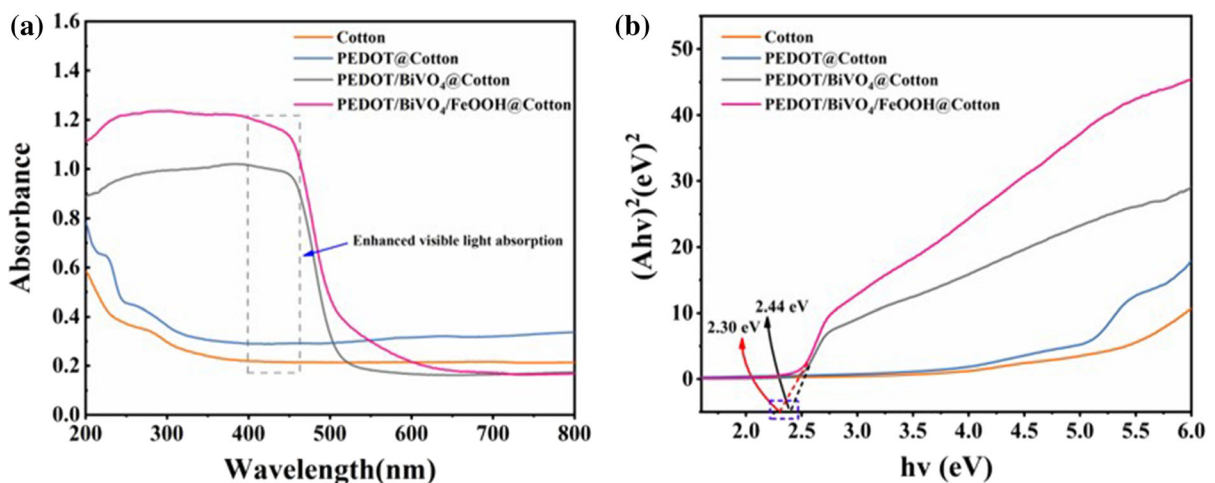 (a)
1.6
1.4
1.2
1.0
0.8
0.6
0.4
0.2
0.0
Absorbance
Cotton
PEDOT@Cotton
PEDOT/BiVO₄@Cotton
PEDOT/BiVO₄/FeOOH@Cotton
Enhanced visible light absorption
200 300 400 500 600 700 800
Wavelength(nm)
(b)
50
40
30
20
10
0
(Ahν)²(eV)²
Cotton
PEDOT@Cotton
PEDOT/BiVO₄@Cotton
PEDOT/BiVO₄/FeOOH@Cotton
2.44 eV
2.30 eV
2.0 2.5 3.0 3.5 4.0 4.5 5.0 5.5 6.0
hν (eV)